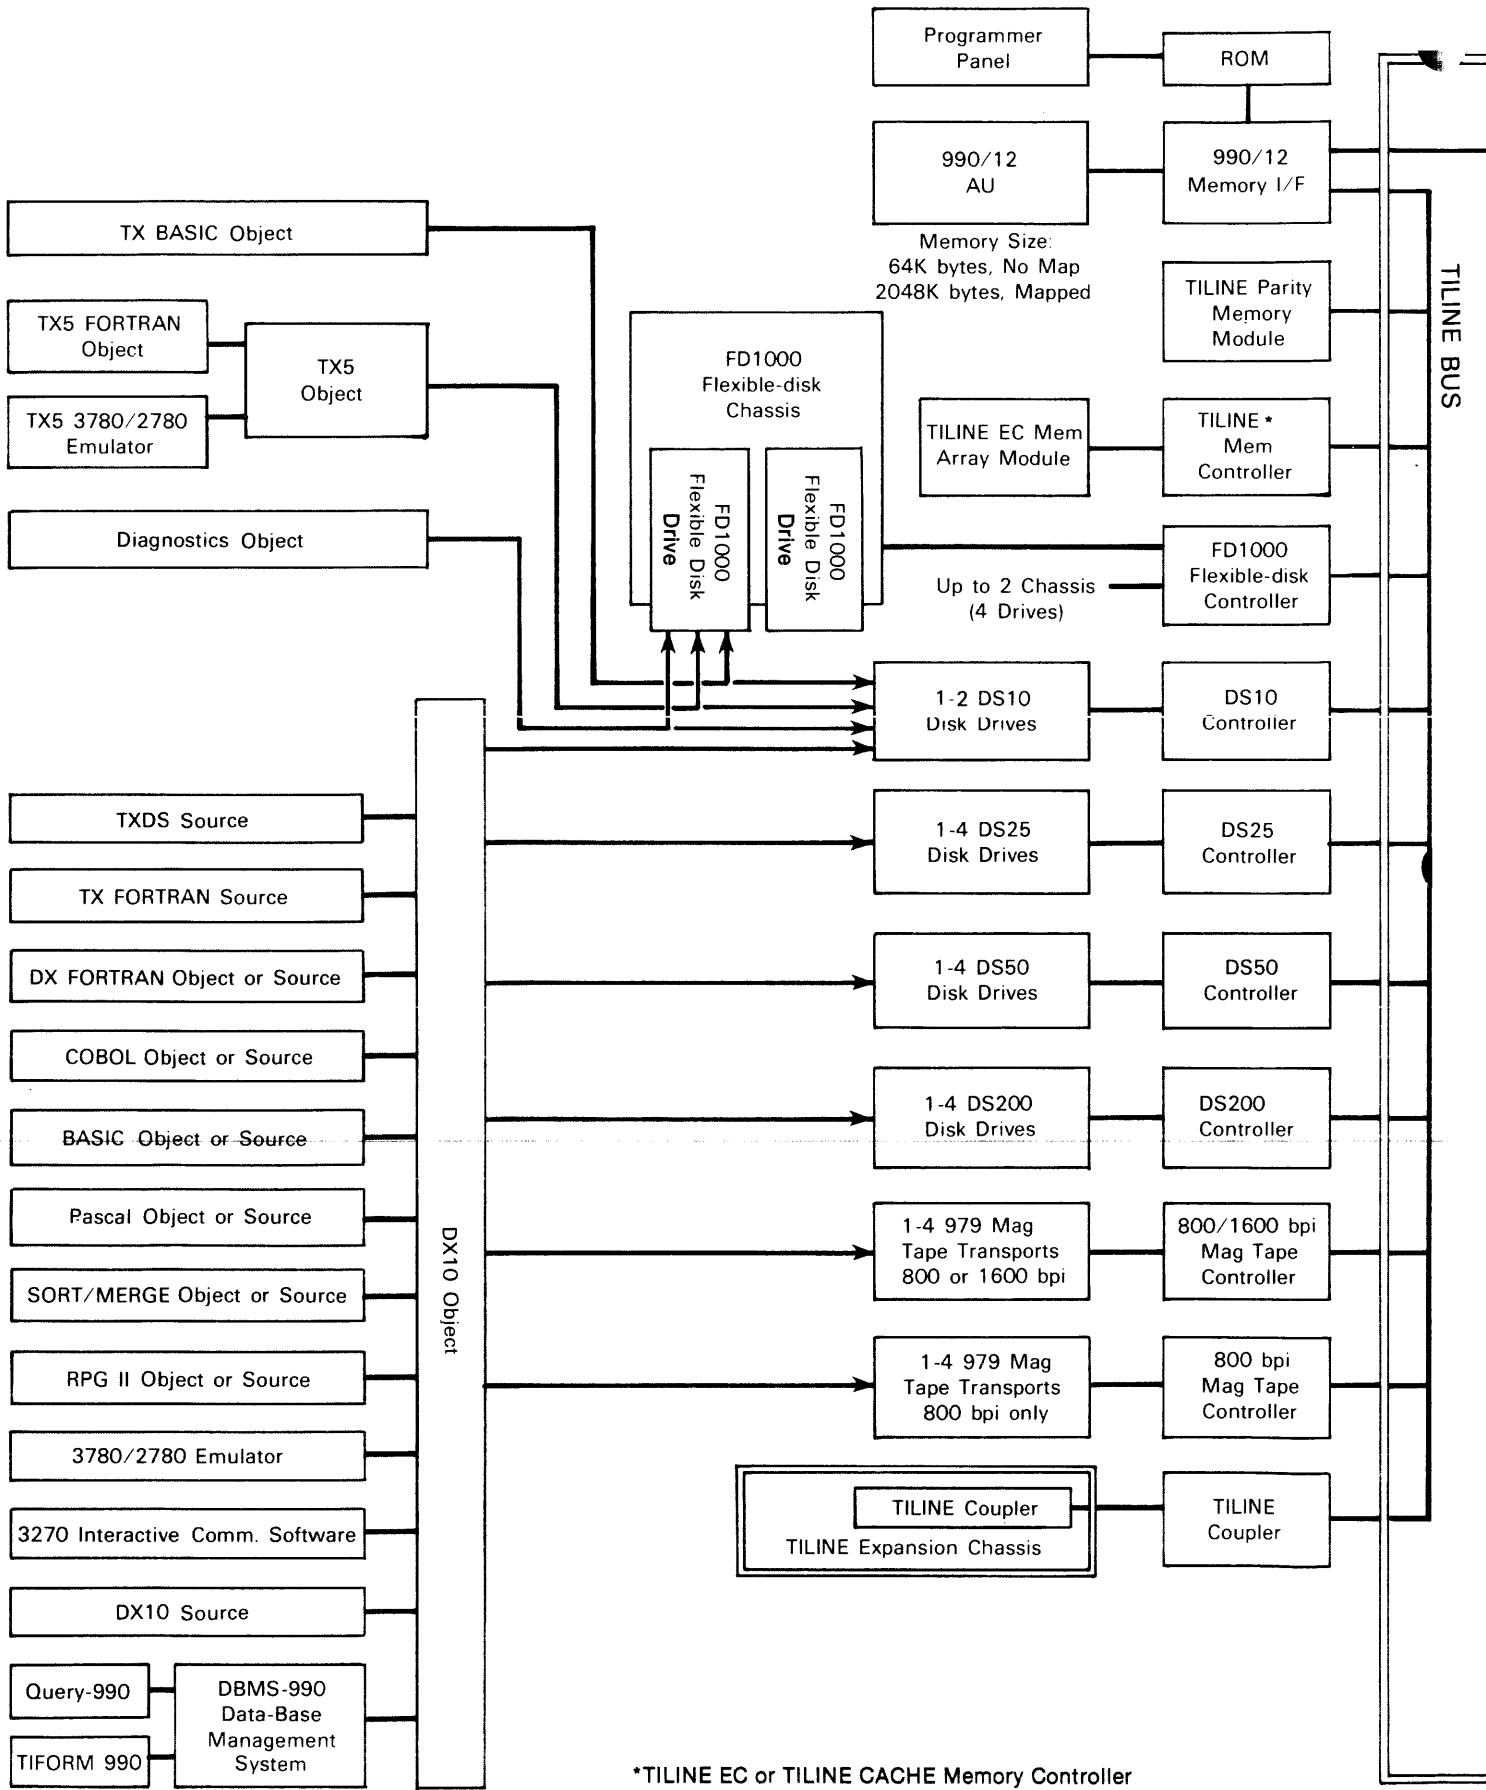 Programmer
Panel
ROM
990/12
AU
990/12
Memory I/F
Memory Size:
64K bytes, No Map
2048K bytes, Mapped
TILINE Parity
Memory
Module
TILINE BUS
TX BASIC Object
TX5 FORTRAN
Object
TX5
Object
TX5 3780/2780
Emulator
Diagnostics Object
FD1000
Flexible-disk
Chassis
FD1000
Flexible Disk
Drive
FD1000
Flexible Disk
Drive
TILINE EC Mem
Array Module
TILINE *
Mem
Controller
FD1000
Flexible-disk
Controller
Up to 2 Chassis
(4 Drives)
1-2 DS10
Disk Drives
DS10
Controller
1-4 DS25
Disk Drives
DS25
Controller
1-4 DS50
Disk Drives
DS50
Controller
1-4 DS200
Disk Drives
DS200
Controller
1-4 979 Mag
Tape Transports
800 or 1600 bpi
800/1600 bpi
Mag Tape
Controller
1-4 979 Mag
Tape Transports
800 bpi only
800 bpi
Mag Tape
Controller
TILINE Coupler
TILINE Expansion Chassis
TILINE
Coupler
TXDS Source
TX FORTRAN Source
DX FORTRAN Object or Source
COBOL Object or Source
BASIC Object or Source
Pascal Object or Source
SORT/MERGE Object or Source
RPG II Object or Source
3780/2780 Emulator
3270 Interactive Comm. Software
DX10 Source
Query-990
TIFORM 990
DBMS-990
Data-Base
Management
System
DX10 Object
*TILINE EC or TILINE CACHE Memory Controller